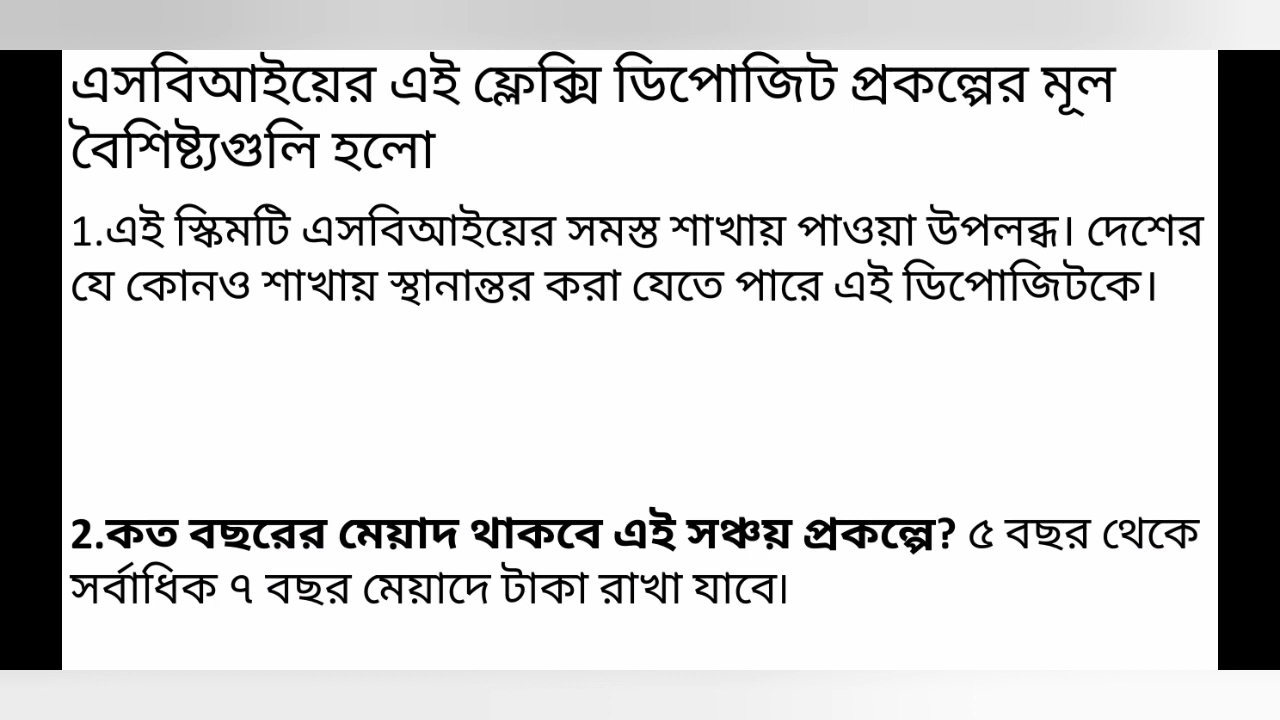 এসবিআইয়ের এই ফ্লেক্সি ডিপোজিট প্রকল্পের মূল
বৈশিষ্ট্যগুলি হলো
1.এই স্কিমটি এসবিআইয়ের সমস্ত শাখায় পাওয়া উপলব্ধ। দেশের
যে কোনও শাখায় স্থানান্তর করা যেতে পারে এই ডিপোজিটকে।
2.কত বছরের মেয়াদ থাকবে এই সঞ্চয় প্রকল্পে? ৫ বছর থেকে
সর্বাধিক ৭ বছর মেয়াদে টাকা রাখা যাবে।